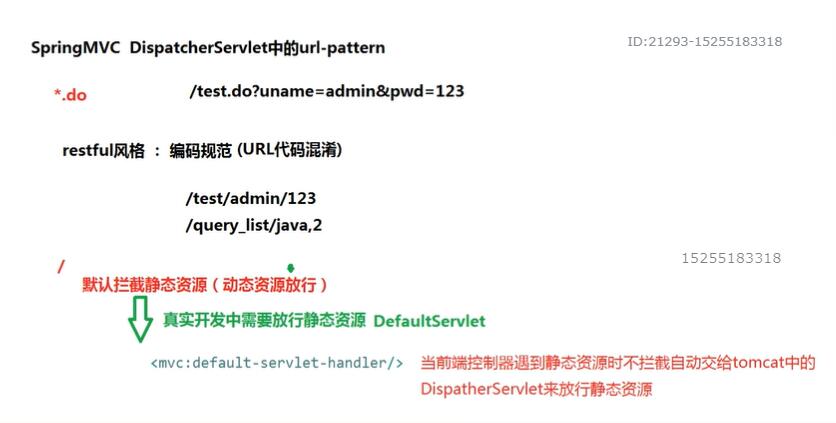 SpringMVC DispatcherServlet中的url-pattern
ID:21293-15255183318
*.do
/test.do?uname=admin&pwd=123
restful风格 ： 编码规范 (URL代码混淆)
/test/admin/123
/query_list/java,2
/
15255183318
默认拦截静态资源（动态资源放行）
真实开发中需要放行静态资源 DefaultServlet
<mvc:default-servlet-handler/>
当前端控制器遇到静态资源时不拦截自动交给tomcat中的
DispatherServlet来放行静态资源